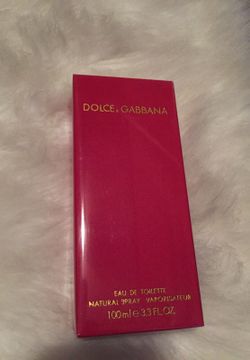 DOLCE & GABBANA
EAU DE TOILETTE
NATURAL SPRAY - VAPORISATEUR
100ml e 3.3 FL.OZ.